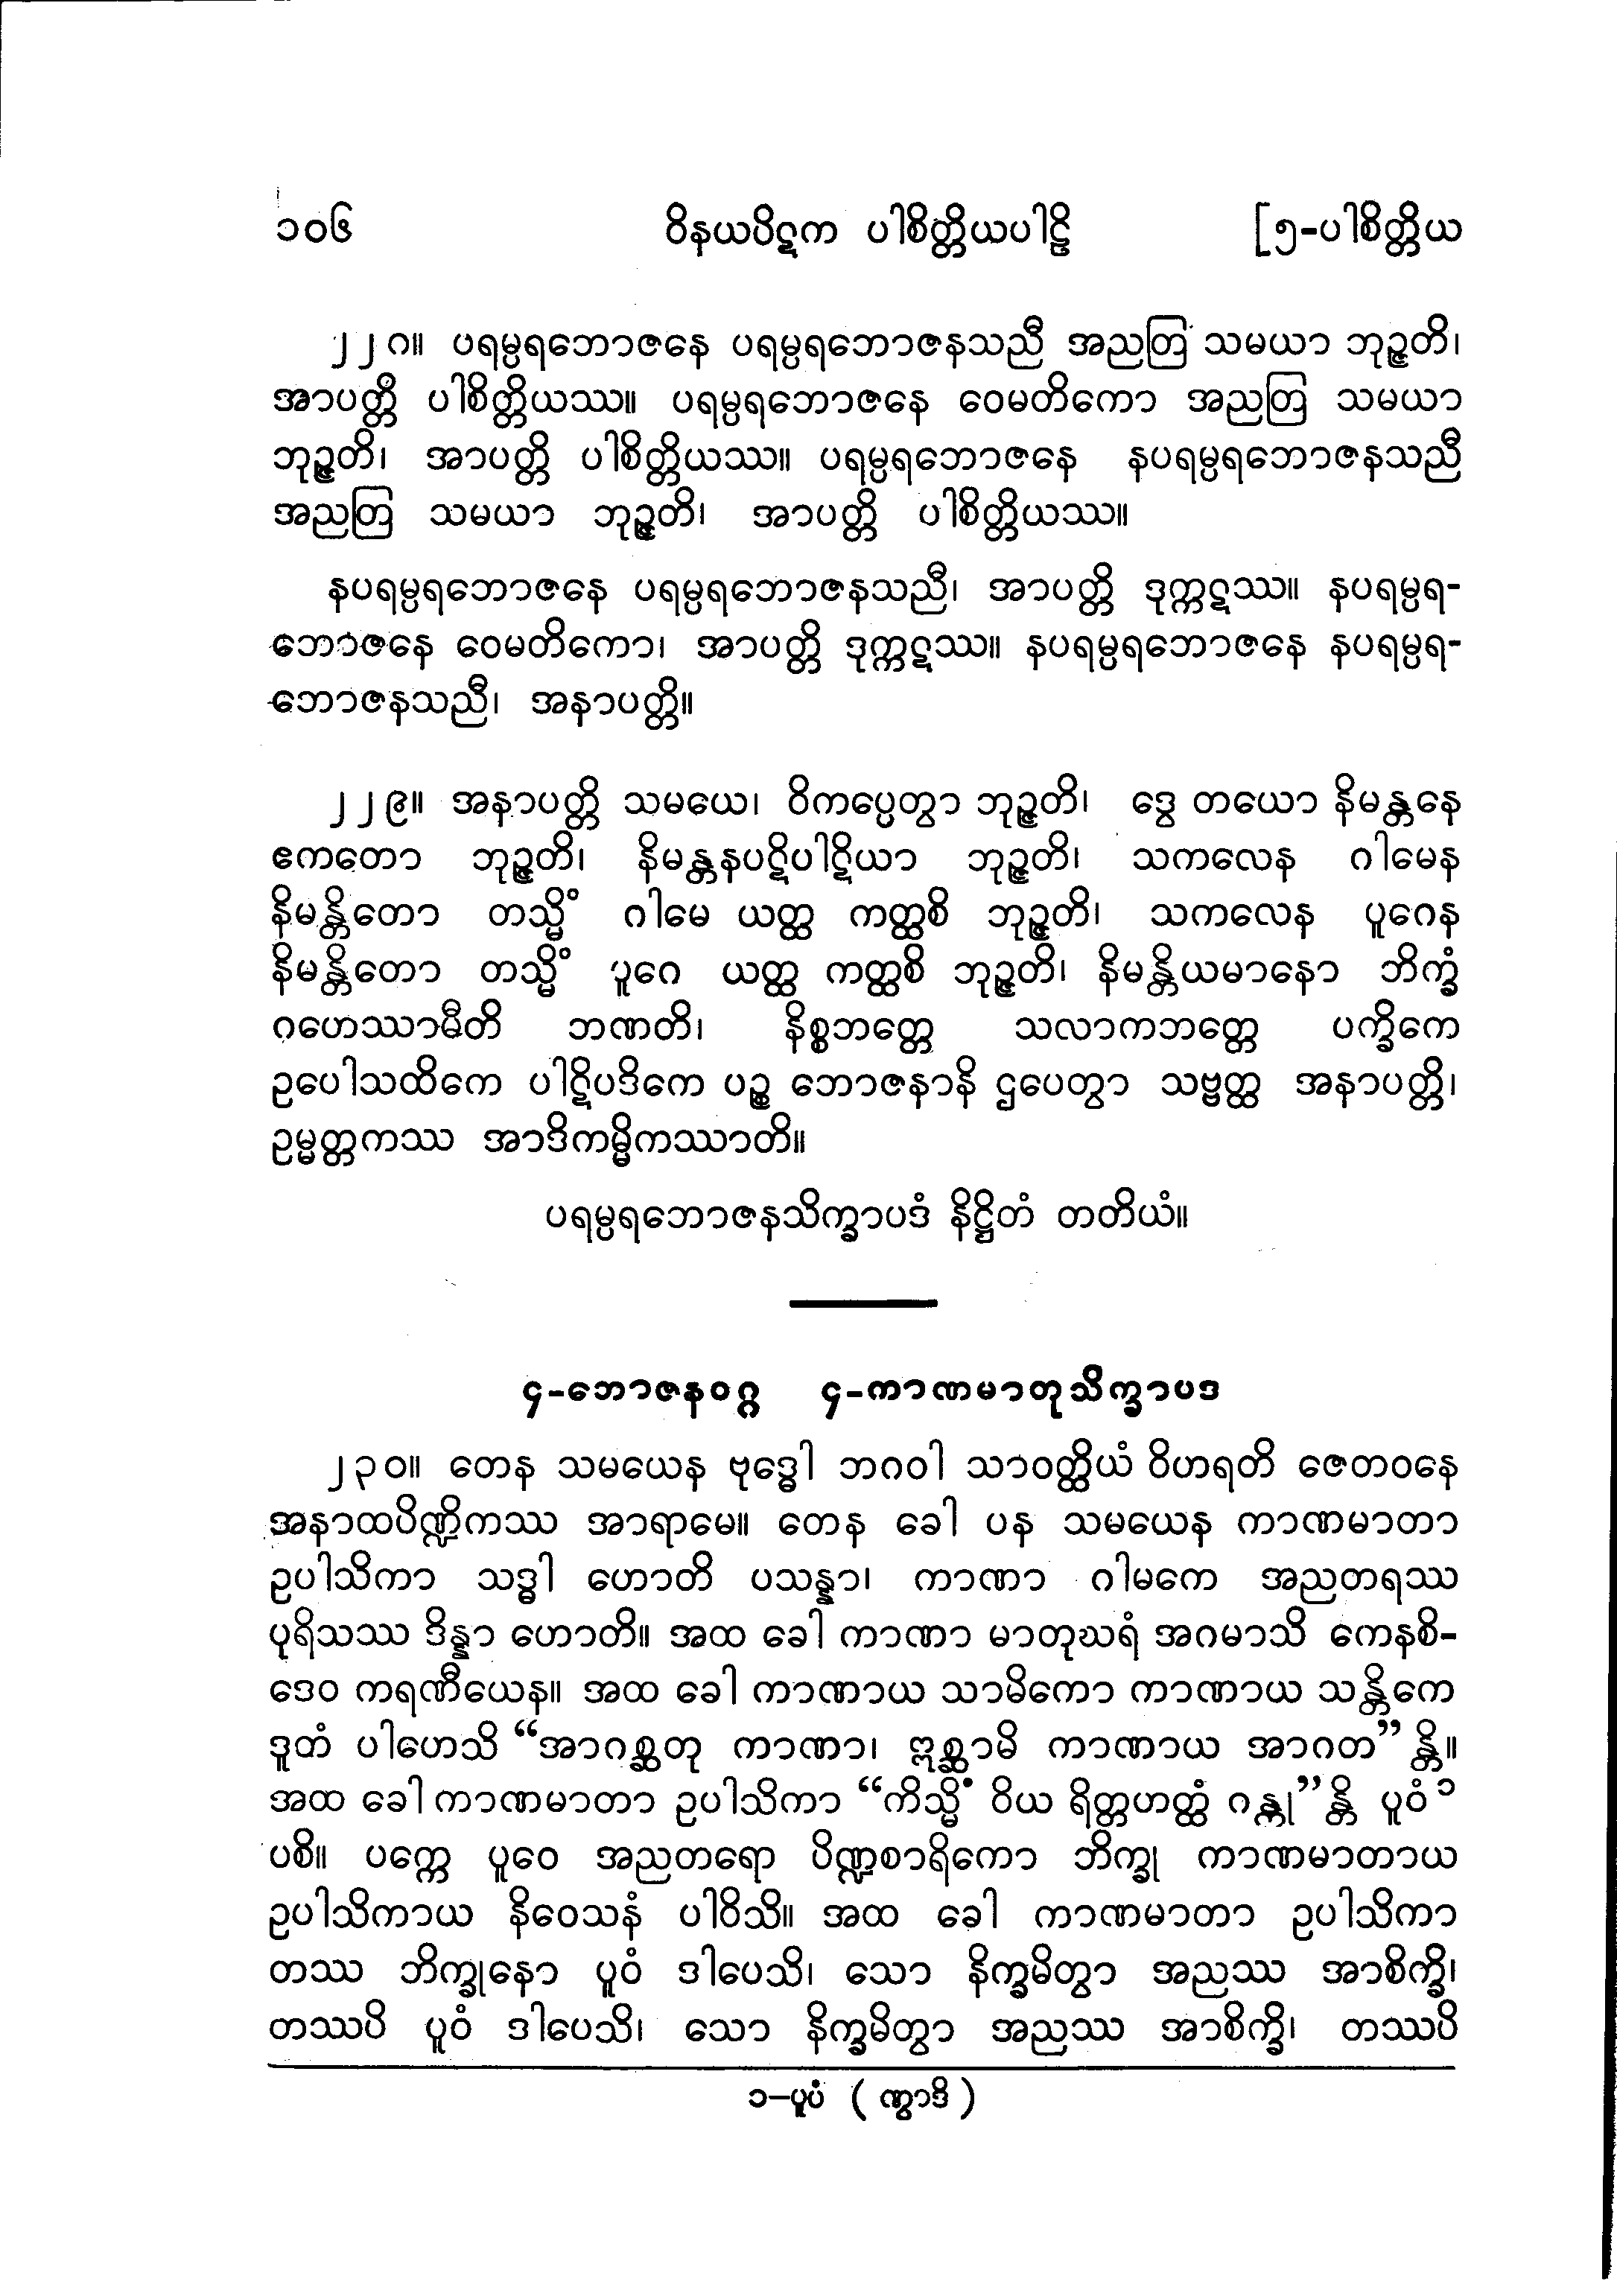 ၁၀၆ ဝိနယပိဋက ပါစိတ္တိယပါဠိ [၅-ပါစိတ္တိယ
၂၂၈။ ပရမ္ပရဘောဇနေ ပရမ္ပရဘောဇနသညီ အညတြ သမယာ ဘုဉ္ဇတိ၊
အာပတ္တိ ပါစိတ္တိယဿ။ ပရမ္ပရဘောဇနေ ဝေမတိကော အညတြ သမယာ
ဘုဉ္ဇတိ၊ အာပတ္တိ ပါစိတ္တိယဿ။ ပရမ္ပရဘောဇနေ နပရမ္ပရဘောဇနသညီ
အညတြ သမယာ ဘုဉ္ဇတိ၊ အာပတ္တိ ပါစိတ္တိယဿ။
နပရမ္ပရဘောဇနေ ပရမ္ပရဘောဇနသညီ၊ အာပတ္တိ ဒုက္ကဋဿ။ နပရမ္ပရ-
ဘောဇနေ ဝေမတိကော၊ အာပတ္တိ ဒုက္ကဋဿ။ နပရမ္ပရဘောဇနေ နပရမ္ပရ-
ဘောဇနသညီ၊ အနာပတ္တိ။
၂၂၉။ အနာပတ္တိ သမယေ၊ ဝိကပ္ပေတွာ ဘုဉ္ဇတိ၊ ဒွေ တယော နိမန္တနေ
ဧကတော ဘုဉ္ဇတိ၊ နိမန္တနပဋိပါဋိယာ ဘုဉ္ဇတိ၊ သကလေန ဂါမေန
နိမန္တိတော တသ္မိံ ဂါမေ ယတ္ထ ကတ္ထစိ ဘုဉ္ဇတိ၊ သကလေန ပူဂေန
နိမန္တိတော တသ္မိံ ပူဂေ ယတ္ထ ကတ္ထစိ ဘုဉ္ဇတိ၊ နိမန္တိယမာနော ဘိက္ခံ
ဂဟေဿာမီတိ ဘဏတိ၊ နိစ္စဘတ္တေ သလာကဘတ္တေ ပက္ခိကေ
ဥပေါသထိကေ ပါဋိပဒိကေ ပဉ္စ ဘောဇနာနိ ဌပေတွာ သဗ္ဗတ္ထ အနာပတ္တိ၊
ဥမ္မတ္တကဿ အာဒိကမ္မိကဿာတိ။
ပရမ္ပရဘောဇနသိက္ခာပဒံ နိဋ္ဌိတံ တတိယံ။
၄-ဘောဇနဝဂ္ဂ ၄-ကာဏမာတုသိက္ခာပဒ
၂၃၀။ တေန သမယေန ဗုဒ္ဓေါ ဘဂဝါ သာဝတ္ထိယံ ဝိဟရတိ ဇေတဝနေ
အနာထပိဏ္ဍိကဿ အာရာမေ။ တေန ခေါ ပန သမယေန ကာဏမာတာ
ဥပါသိကာ သဒ္ဓါ ဟောတိ ပသန္နာ၊ ကာဏာ ဂါမကေ အညတရဿ
ပုရိသဿ ဒိန္နာ ဟောတိ။ အထ ခေါ ကာဏာ မာတုဃရံ အဂမာသိ ကေနစိ-
ဒေဝ ကရဏီယေန။ အထ ခေါ ကာဏာယ သာမိကော ကာဏာယ သန္တိကေ
ဒူတံ ပါဟေသိ “အာဂစ္ဆတု ကာဏာ၊ ဣစ္ဆာမိ ကာဏာယ အာဂတ”န္တိ။
အထ ခေါ ကာဏမာတာ ဥပါသိကာ “ကိသ္မိံ ဝိယ ရိတ္တဟတ္ထံ ဂန္တု”န္တိ ပူဝံ ၁
ပစိ။ ပက္ကေ ပူဝေ အညတရော ပိဏ္ဍစာရိကော ဘိက္ခု ကာဏမာတာယ
ဥပါသိကာယ နိဝေသနံ ပါဝိသိ။ အထ ခေါ ကာဏမာတာ ဥပါသိကာ
တဿ ဘိက္ခုနော ပူဝံ ဒါပေသိ၊ သော နိက္ခမိတွာ အညဿ အာစိက္ခိ၊
တဿပိ ပူဝံ ဒါပေသိ၊ သော နိက္ခမိတွာ အညဿ အာစိက္ခိ၊ တဿပိ
၁-ပူပံ (ဏွာဒိ)